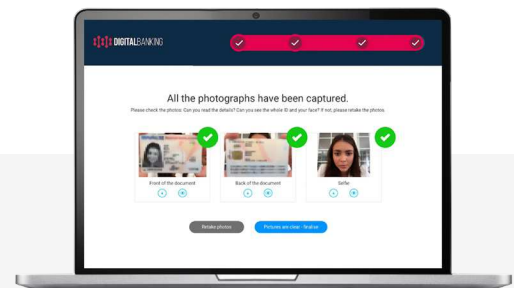 DIGITALBANKING
All the photographs have been captured.
Please check the photos. Can you read the details? Can you see the whole ID and your face? If not, please retake the photos.
Front of the document
Back of the document
Selfie
Retake photos
Pictures are clear - finalise